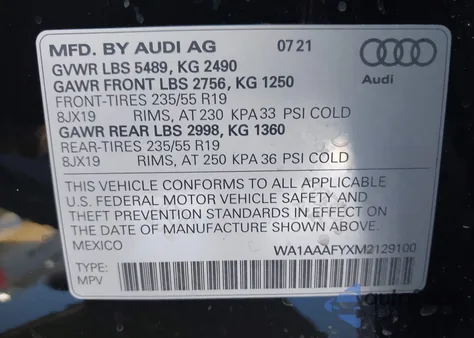 MFD. BY AUDI AG 07 21
GVWR LBS 5489, KG 2490
GAWR FRONT LBS 2756, KG 1250
FRONT-TIRES 235/55 R19
8JX19 RIMS, AT 230 KPA 33 PSI COLD
GAWR REAR LBS 2998, KG 1360
REAR-TIRES 235/55 R19
8JX19 RIMS, AT 250 KPA 36 PSI COLD
Audi
THIS VEHICLE CONFORMS TO ALL APPLICABLE
U.S. FEDERAL MOTOR VEHICLE SAFETY AND
THEFT PREVENTION STANDARDS IN EFFECT ON
THE DATE OF MANUFACTURE SHOWN ABOVE.
MEXICO WA1AAAFYXM2129100
TYPE:
MPV